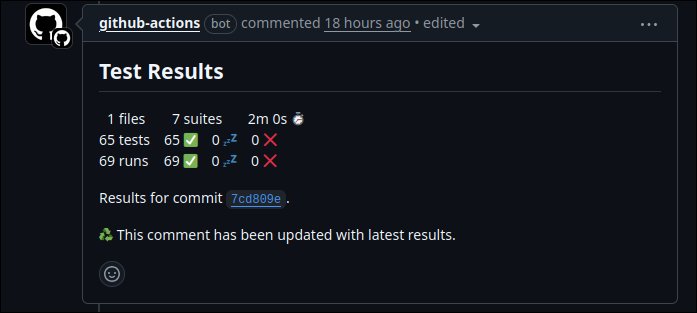 github-actions bot commented 18 hours ago • edited
Test Results
1 files 7 suites 2m 0s ⏱
65 tests 65 ✅ 0 💤 0 ❌
69 runs 69 ✅ 0 💤 0 ❌
Results for commit 7cd809e.
♻ This comment has been updated with latest results.